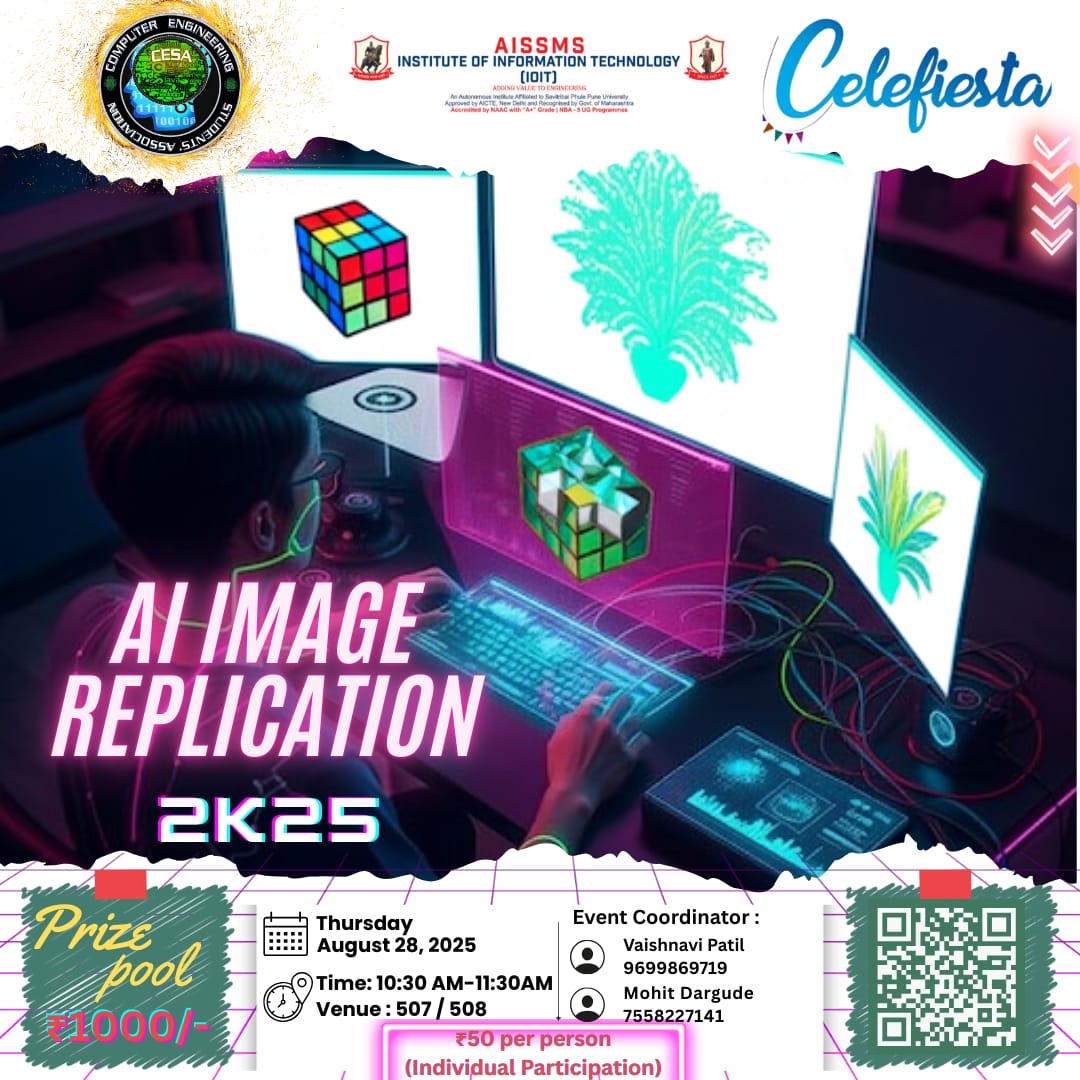 COMPUTER ENGINEERING
STUDENTS' ASSOCIATION
CESA
AISSMS
INSTITUTE OF INFORMATION TECHNOLOGY
(IOIT)
ADDING VALUE TO ENGINEERING
An Autonomous Institute Affiliated to Savitribai Phule Pune University
Approved by AICTE, New Delhi and Recognised by Govt. of Maharashtra
Accredited by NAAC with "A+" Grade | NBA - 5 UG Programmes
Celefiesta
AI IMAGE
REPLICATION
2K25
Prize
pool
₹1000/-
Thursday
August 28, 2025
Time: 10:30 AM-11:30AM
Venue : 507 / 508
Event Coordinator :
Vaishnavi Patil
9699869719
Mohit Dargude
7558227141
₹50 per person
(Individual Participation)